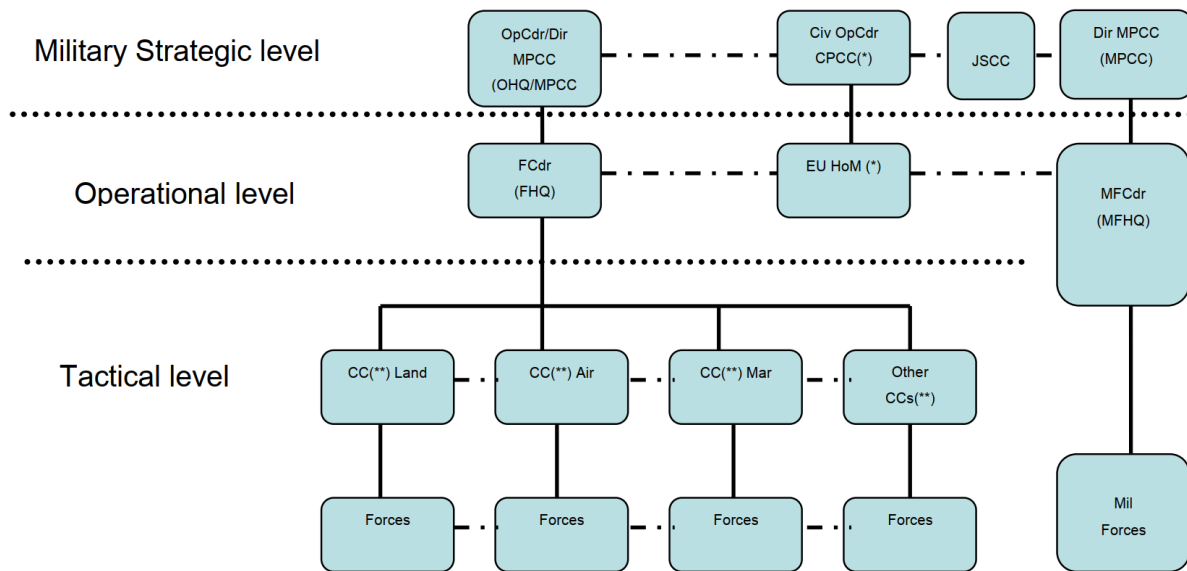 Military Strategic level
OpCdr/Dir
MPCC
(OHQ/MPCC
Civ OpCdr
CPCC(*)
JSCC
Dir MPCC
(MPCC)
Operational level
FCdr
(FHQ)
EU HoM (*)
MFCdr
(MFHQ)
Tactical level
CC(**) Land
CC(**) Air
CC(**) Mar
Other
CCs(**)
Forces
Forces
Forces
Forces
Mil
Forces